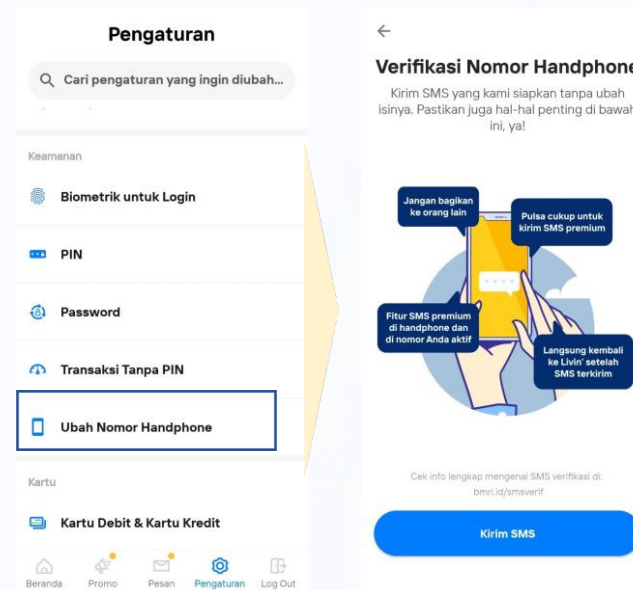 Pengaturan
Cari pengaturan yang ingin diubah...
Keamanan
Biometrik untuk Login
PIN
Password
Transaksi Tanpa PIN
Ubah Nomor Handphone
Kartu
Kartu Debit & Kartu Kredit
Beranda Promo Pesan Pengaturan Log Out
Verifikasi Nomor Handphone
Kirim SMS yang kami siapkan tanpa ubah
isinya. Pastikan juga hal-hal penting di bawah
ini, ya!
Jangan bagikan
ke orang lain
Pulsa cukup untuk
kirim SMS premium
Fitur SMS premium
di handphone dan
di nomor Anda aktif
Langsung kembali
ke Livin' setelah
SMS terkirim
Cek info lengkap mengenai SMS verifikasi di:
bmri.id/smsverif
Kirim SMS